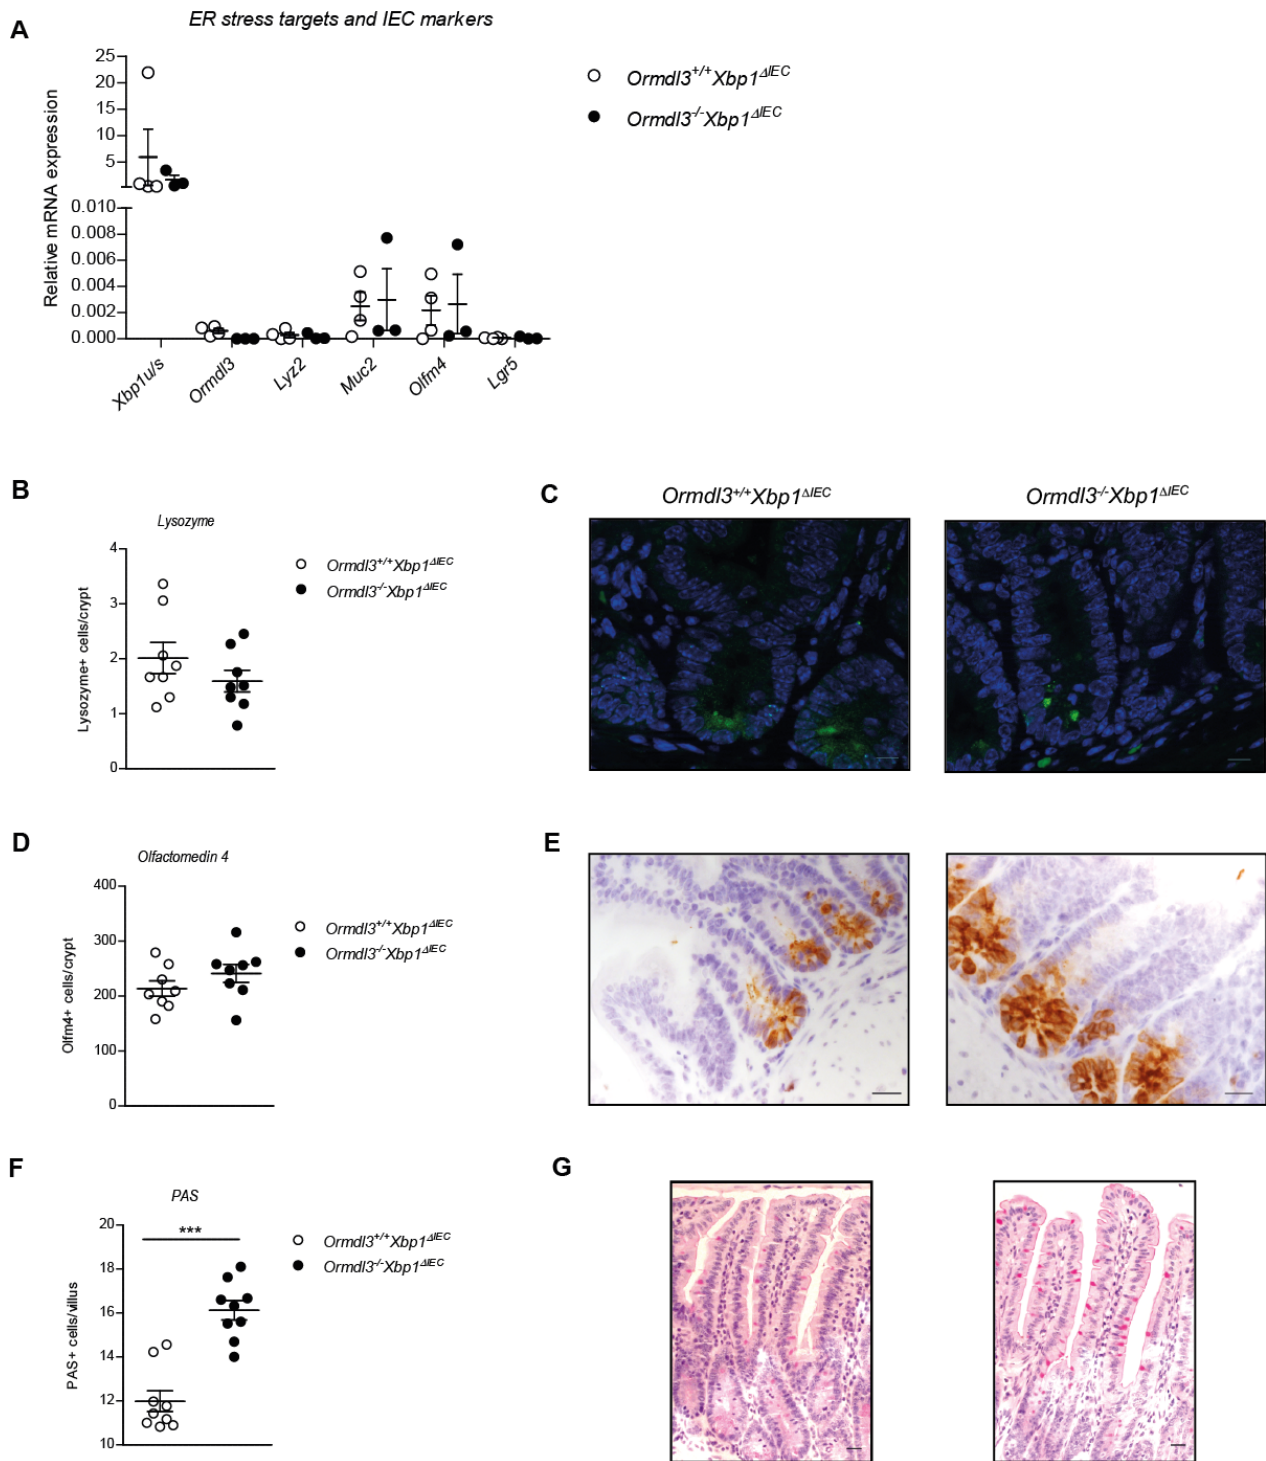 A
ER stress targets and IEC markers
Relative mRNA expression
25
20
15
10
5
0.010
0.008
0.006
0.004
0.002
0.000
Xbp1u/s
Ormdl3
Lyz2
Muc2
Olfm4
Lgr5
Ormdl3+/+Xbp1ΔIEC
Ormdl3-/-Xbp1ΔIEC
B
Lysozyme
Lysozyme+ cells/crypt
4
3
2
1
0
Ormdl3+/+Xbp1ΔIEC
Ormdl3-/-Xbp1ΔIEC
C
Ormdl3+/+Xbp1ΔIEC
Ormdl3-/-Xbp1ΔIEC
D
Olfactomedin 4
Olfm4+ cells/crypt
400
300
200
100
0
Ormdl3+/+Xbp1ΔIEC
Ormdl3-/-Xbp1ΔIEC
E
F
PAS
PAS+ cells/villus
20
18
16
14
12
10
***
Ormdl3+/+Xbp1ΔIEC
Ormdl3-/-Xbp1ΔIEC
G